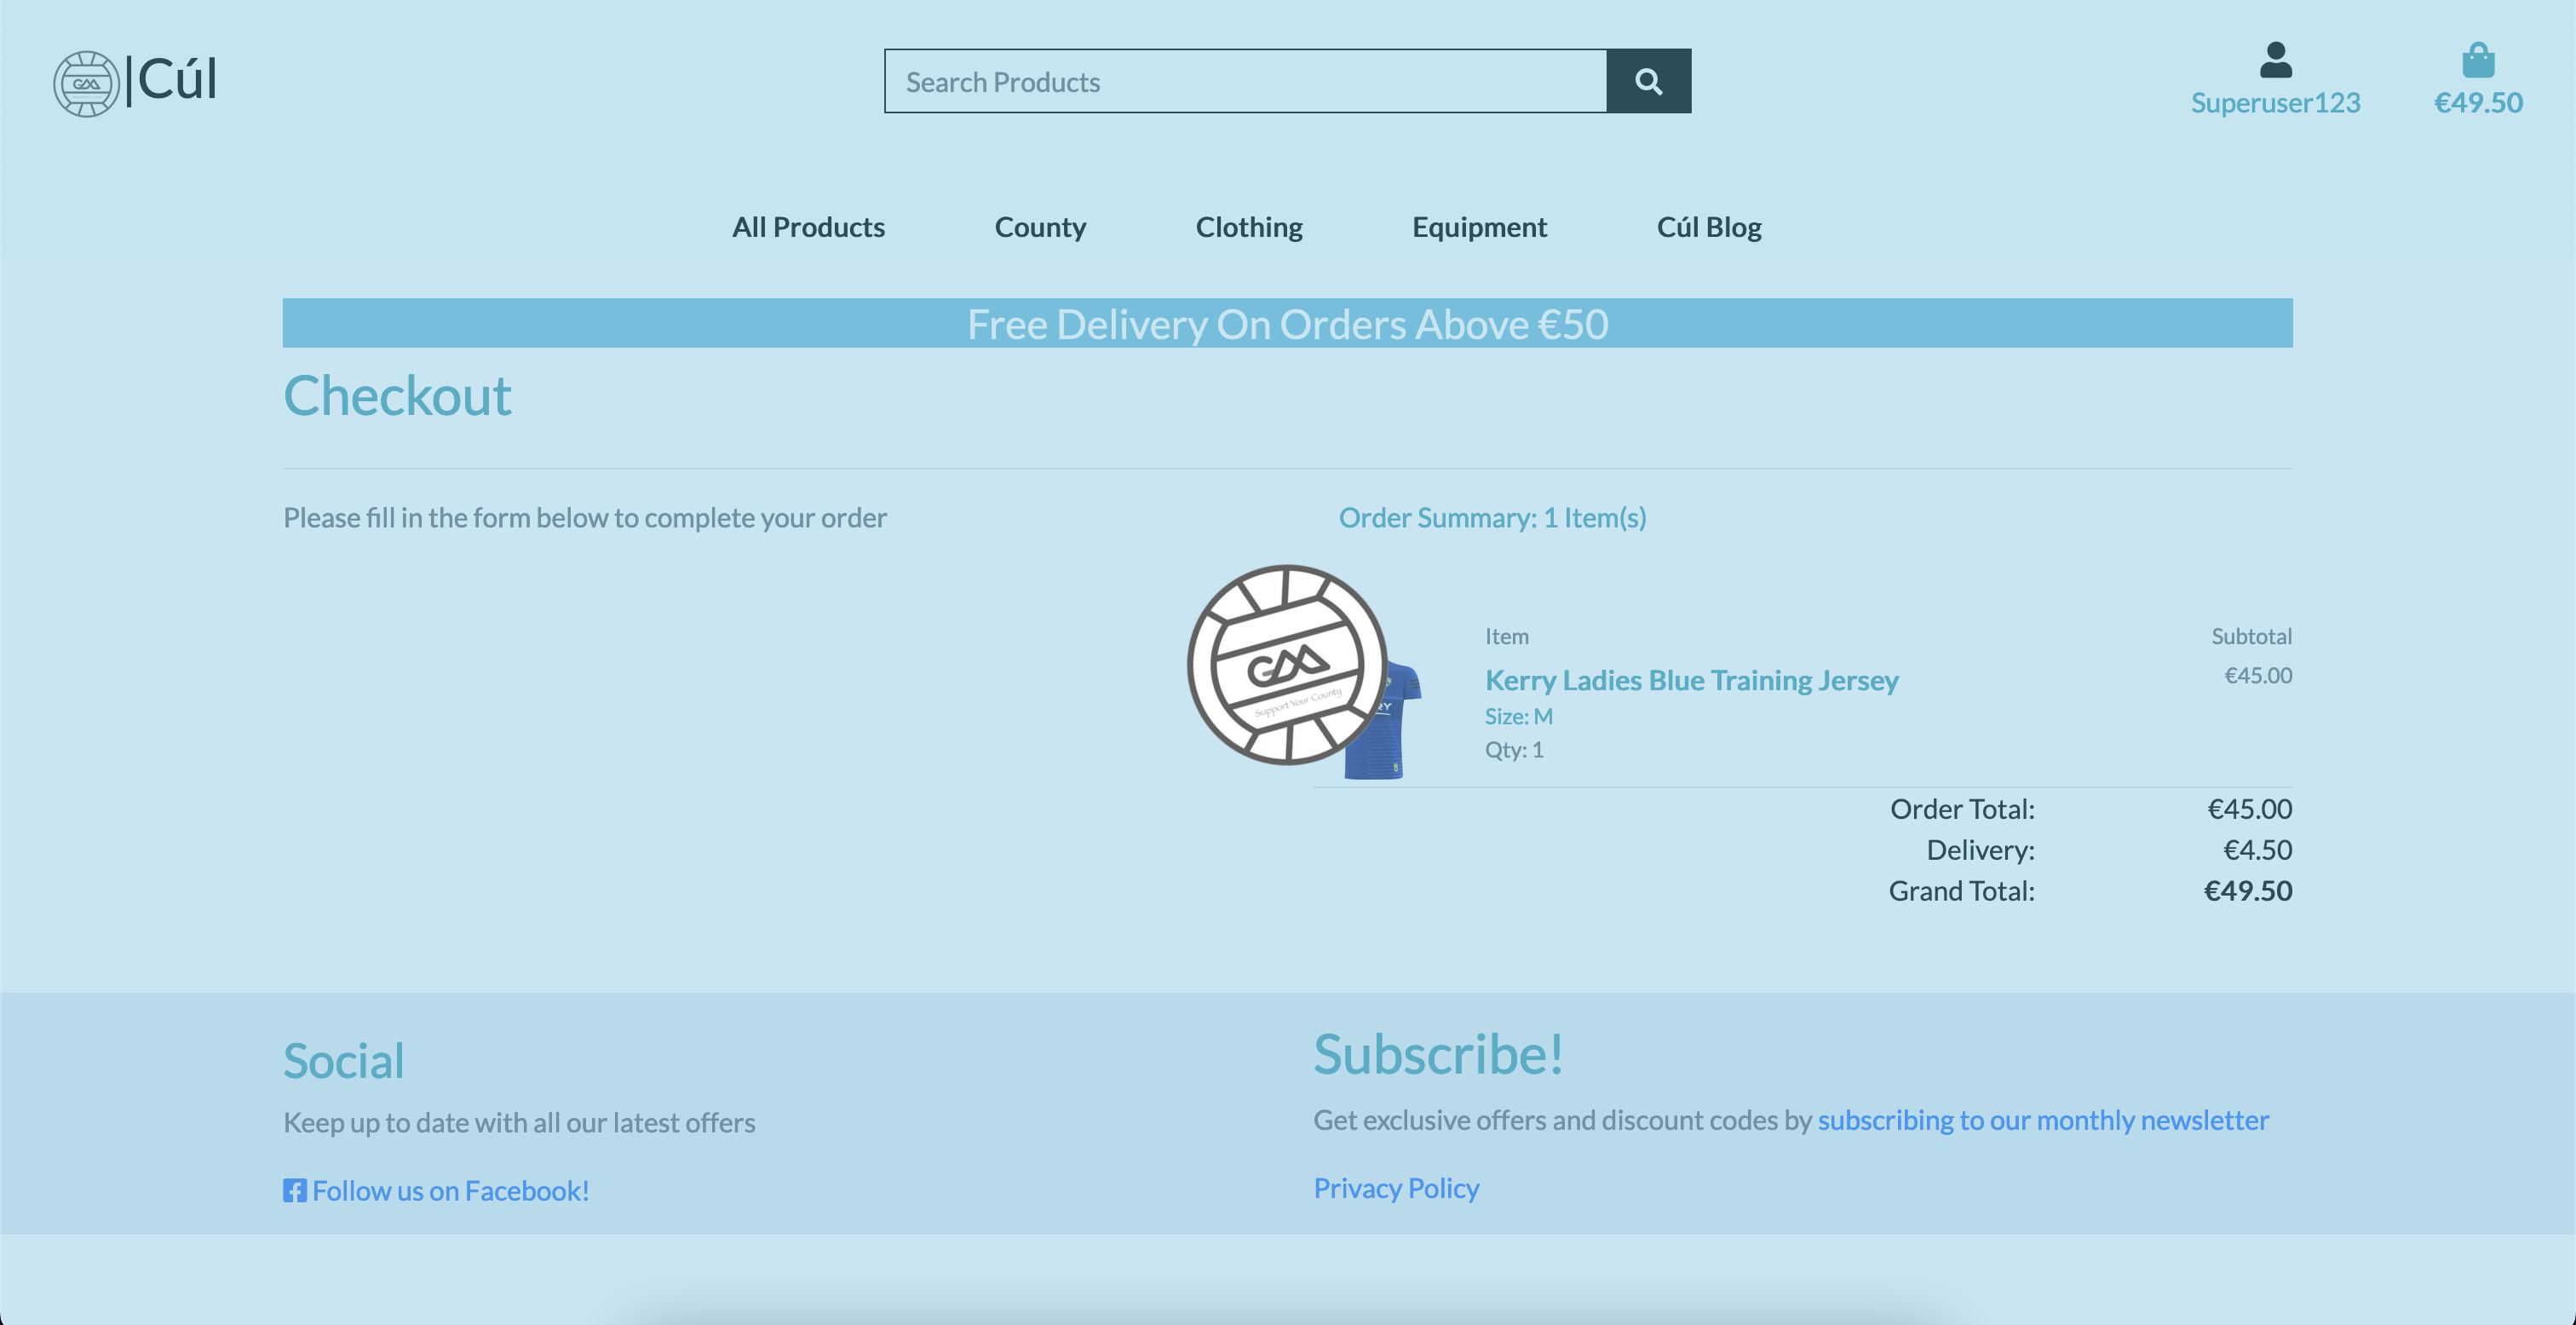 GAA
|Cúl
Search Products
Superuser123
€49.50
All Products
County
Clothing
Equipment
Cúl Blog
Free Delivery On Orders Above €50
Checkout
Please fill in the form below to complete your order
Order Summary: 1 Item(s)
GAA
Support Your County
RY
Item
Subtotal
Kerry Ladies Blue Training Jersey
€45.00
Size: M
Qty: 1
Order Total: €45.00
Delivery: €4.50
Grand Total: €49.50
Social
Keep up to date with all our latest offers
Follow us on Facebook!
Subscribe!
Get exclusive offers and discount codes by subscribing to our monthly newsletter
Privacy Policy